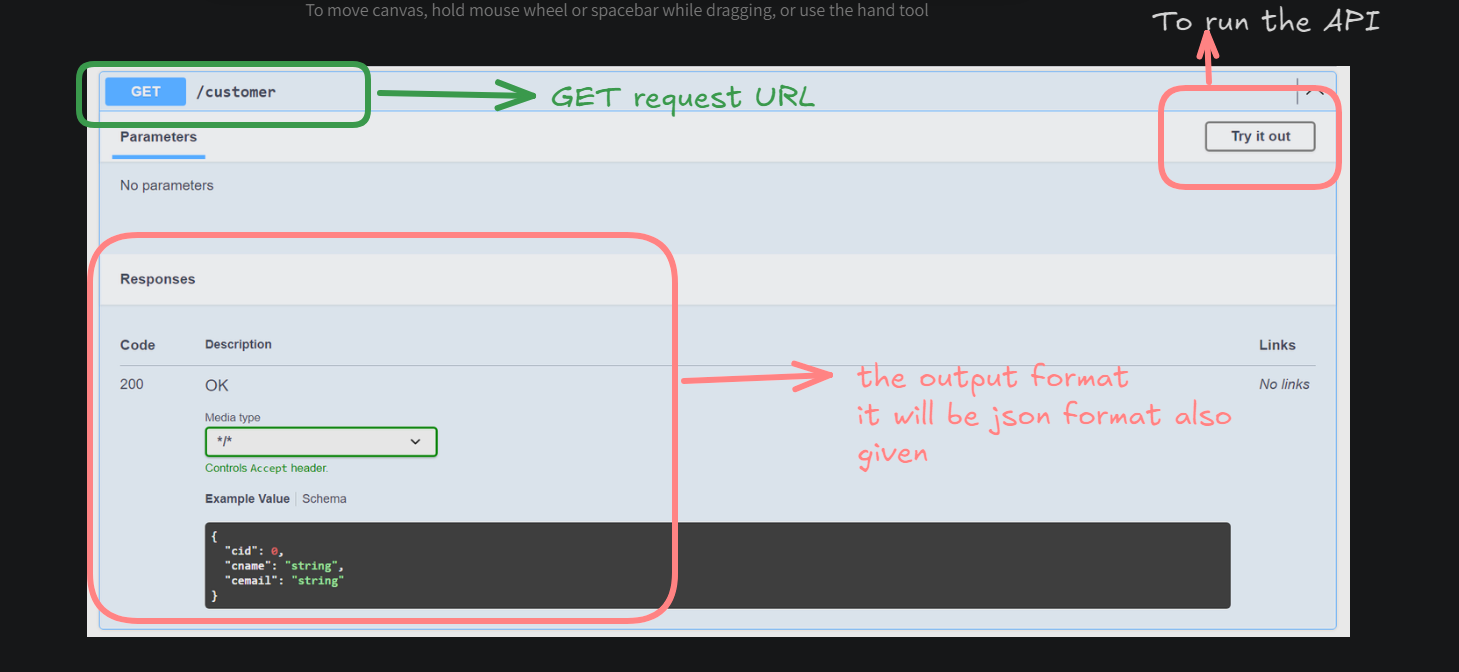 To move canvas, hold mouse wheel or spacebar while dragging, or use the hand tool
To run the API
GET /customer
GET request URL
Parameters
Try it out
No parameters
Responses
Code Description Links
200 OK No links
Media type
*/*
Controls Accept header.
Example Value Schema
the output format
it will be json format also
given
{
"cid": 0,
"cname": "string",
"cemail": "string"
}